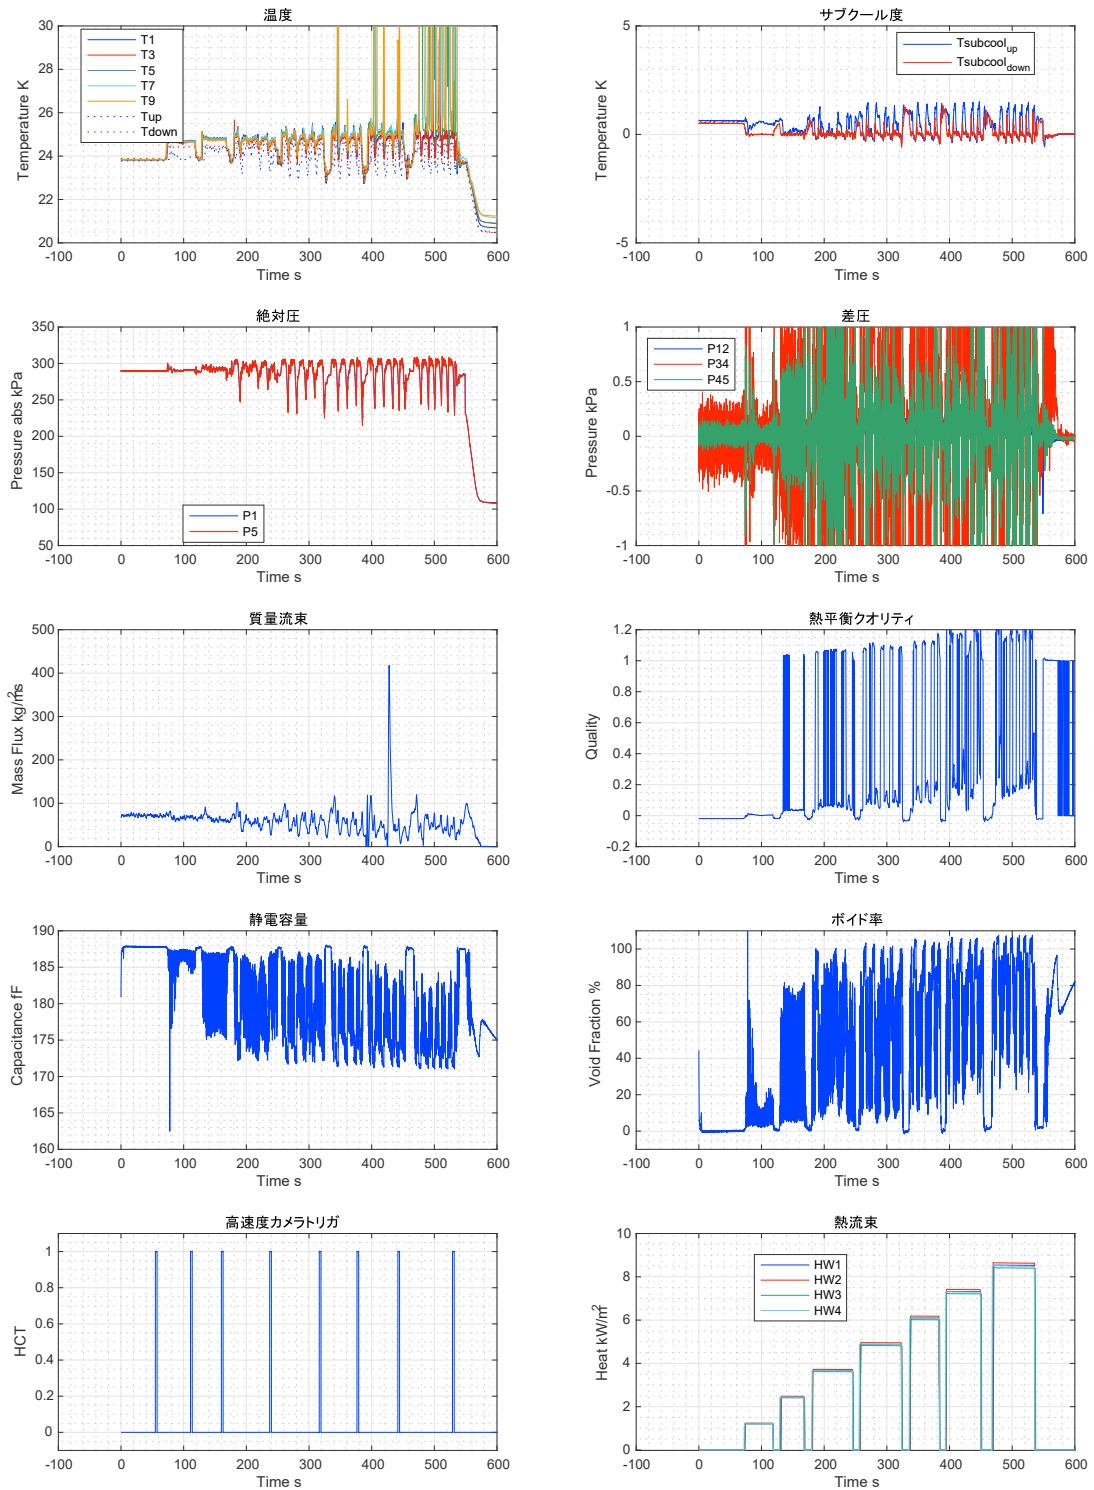 温度
30
28
26
24
22
20
-100 0 100 200 300 400 500 600
Temperature K
Time s
T1
T3
T5
T7
T9
Tup
Tdown
サブクール度
5
0
-5
-100 0 100 200 300 400 500 600
Temperature K
Time s
Tsubcool up
Tsubcool down
絶対圧
350
300
250
200
150
100
50
-100 0 100 200 300 400 500 600
Pressure abs kPa
Time s
P1
P5
差圧
1
0.5
0
-0.5
-1
-100 0 100 200 300 400 500 600
Pressure kPa
Time s
P12
P34
P45
質量流束
500
400
300
200
100
0
-100 0 100 200 300 400 500 600
Mass Flux kg/m2s
Time s
熱平衡クオリティ
1.2
1
0.8
0.6
0.4
0.2
0
-0.2
-100 0 100 200 300 400 500 600
Quality
Time s
静電容量
190
185
180
175
170
165
160
-100 0 100 200 300 400 500 600
Capacitance fF
Time s
ボイド率
100
80
60
40
20
0
-100 0 100 200 300 400 500 600
Void Fraction %
Time s
高速度カメラトリガ
1
0.8
0.6
0.4
0.2
0
-100 0 100 200 300 400 500 600
HCT
Time s
熱流束
10
8
6
4
2
0
-100 0 100 200 300 400 500 600
Heat kW/m2
Time s
HW1
HW2
HW3
HW4